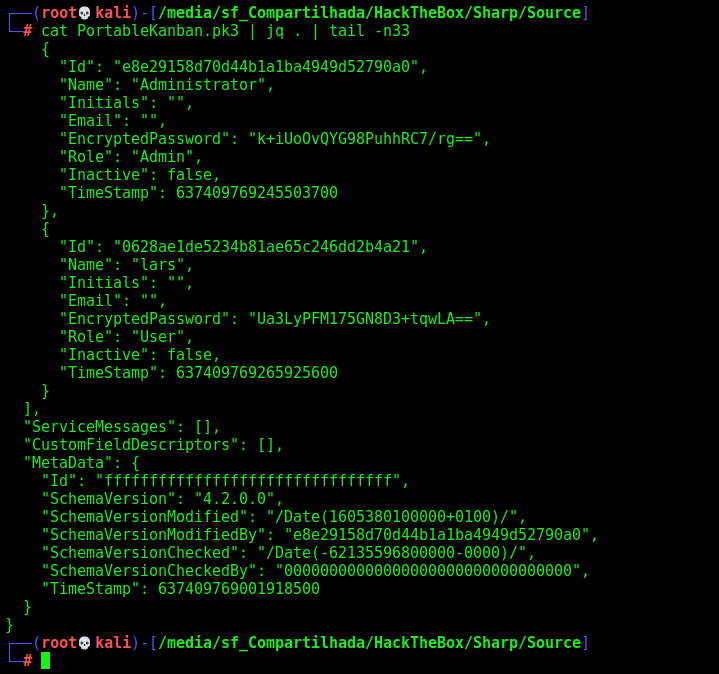 ┌──(root💀kali)-[/media/sf_Compartilhada/HackTheBox/Sharp/Source]
└─# cat PortableKanban.pk3 | jq . | tail -n33
    {
      "Id": "e8e29158d70d44b1a1ba4949d52790a0",
      "Name": "Administrator",
      "Initials": "",
      "Email": "",
      "EncryptedPassword": "k+iUoOvQYG98PuhhRC7/rg==",
      "Role": "Admin",
      "Inactive": false,
      "TimeStamp": 637409769245503700
    },
    {
      "Id": "0628ae1de5234b81ae65c246dd2b4a21",
      "Name": "lars",
      "Initials": "",
      "Email": "",
      "EncryptedPassword": "Ua3LyPFM175GN8D3+tqwLA==",
      "Role": "User",
      "Inactive": false,
      "TimeStamp": 637409769265925600
    }
  ],
  "ServiceMessages": [],
  "CustomFieldDescriptors": [],
  "MetaData": {
    "Id": "ffffffffffffffffffffffffffffffff",
    "SchemaVersion": "4.2.0.0",
    "SchemaVersionModified": "/Date(1605380100000+0100)/",
    "SchemaVersionModifiedBy": "e8e29158d70d44b1a1ba4949d52790a0",
    "SchemaVersionChecked": "/Date(-62135596800000-0000)/",
    "SchemaVersionCheckedBy": "00000000000000000000000000000000",
    "TimeStamp": 637409769001918500
  }
}
┌──(root💀kali)-[/media/sf_Compartilhada/HackTheBox/Sharp/Source]
└─#